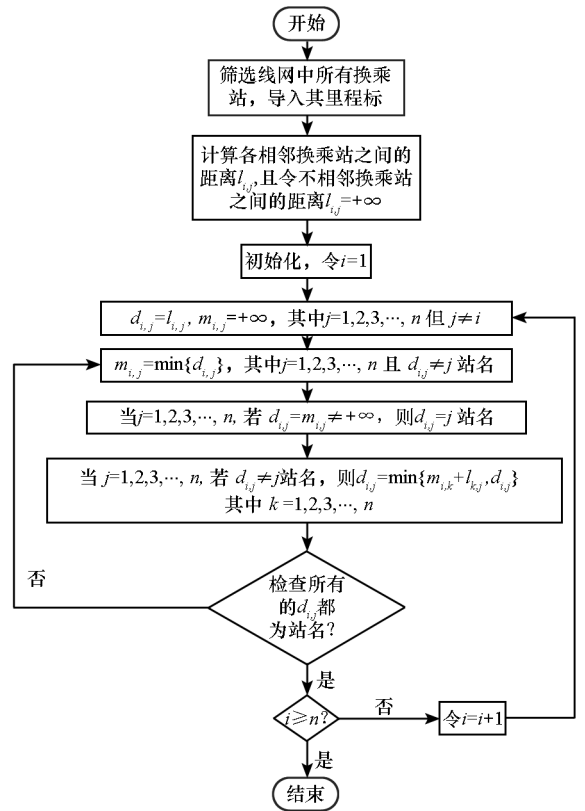 开始
筛选线网中所有换乘
站，导入其里程标
计算各相邻换乘站之间的
距离l_{i,j},且令不相邻换乘站
之间的距离l_{i,j}=+∞
初始化，令i=1
d_{i,j}=l_{i,j}, m_{i,j}=+∞，其中j=1,2,3,⋯, n 但 j≠i
m_{i,j}=min{d_{i,j}}，其中j=1,2,3,⋯, n 且 d_{i,j}≠j 站名
当j=1,2,3,⋯, n, 若 d_{i,j}=m_{i,j}≠+∞，则d_{i,j}=j 站名
当 j=1,2,3,⋯, n, 若 d_{i,j}≠j站名，则d_{i,j}=min{m_{i,k}+l_{k,j},d_{i,j}}
其中 k=1,2,3,⋯, n
否
检查所有
的d_{i,j}都
为站名？
是
i≥n?
否
令i=i+1
是
结束